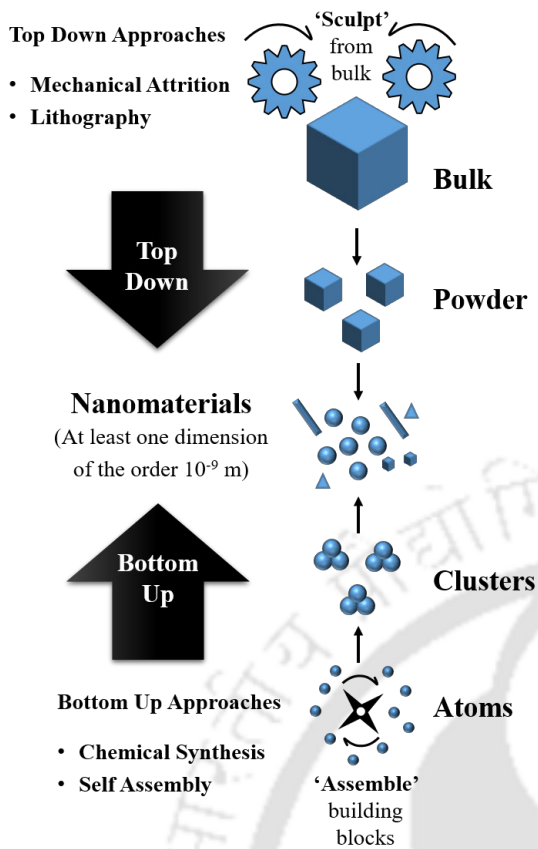 Top Down Approaches
• Mechanical Attrition
• Lithography
‘Sculpt’
from
bulk
Bulk
Top
Down
Powder
Nanomaterials
(At least one dimension
of the order 10⁻⁹ m)
Bottom
Up
Clusters
Bottom Up Approaches
• Chemical Synthesis
• Self Assembly
Atoms
‘Assemble’
building
blocks